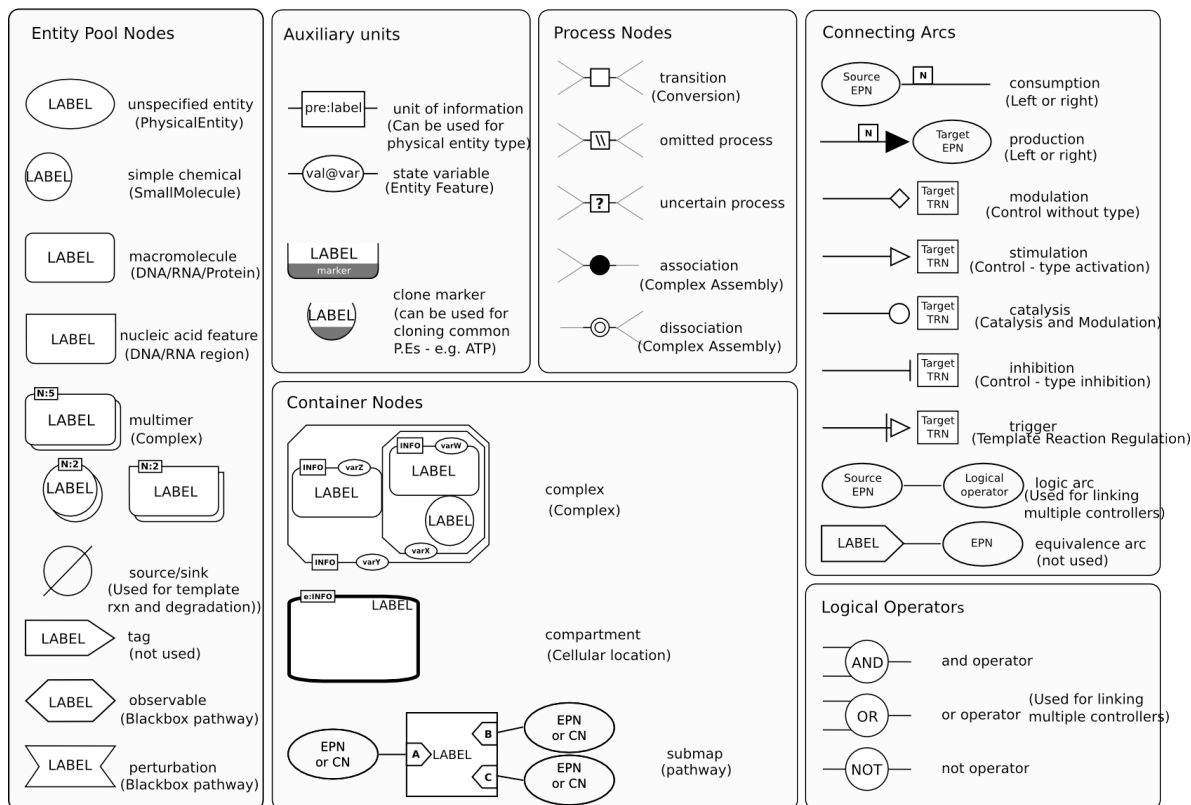 Entity Pool Nodes
LABEL
unspecified entity
(PhysicalEntity)
LABEL
simple chemical
(SmallMolecule)
LABEL
macromolecule
(DNA/RNA/Protein)
LABEL
nucleic acid feature
(DNA/RNA region)
N:5
LABEL
multimer
(Complex)
N:2
LABEL
N:2
LABEL
source/sink
(Used for template
rxn and degradation))
LABEL
tag
(not used)
LABEL
observable
(Blackbox pathway)
LABEL
perturbation
(Blackbox pathway)
Auxiliary units
pre:label
unit of information
(Can be used for
physical entity type)
val@var
state variable
(Entity Feature)
LABEL
marker
LABEL
clone marker
(can be used for
cloning common
P.Es - e.g. ATP)
Process Nodes
transition
(Conversion)
\\
omitted process
?
uncertain process
association
(Complex Assembly)
dissociation
(Complex Assembly)
Container Nodes
INFO
varZ
LABEL
INFO
varW
LABEL
LABEL
varX
INFO
varY
complex
(Complex)
e:INFO
LABEL
compartment
(Cellular location)
EPN
or CN
A
LABEL
B
C
EPN
or CN
EPN
or CN
submap
(pathway)
Connecting Arcs
Source
EPN
N
consumption
(Left or right)
N
Target
EPN
production
(Left or right)
Target
TRN
modulation
(Control without type)
Target
TRN
stimulation
(Control - type activation)
Target
TRN
catalysis
(Catalysis and Modulation)
Target
TRN
inhibition
(Control - type inhibition)
Target
TRN
trigger
(Template Reaction Regulation)
Source
EPN
Logical
operator
logic arc
(Used for linking
multiple controllers)
LABEL
EPN
equivalence arc
(not used)
Logical Operators
AND
and operator
OR
or operator
(Used for linking
multiple controllers)
NOT
not operator